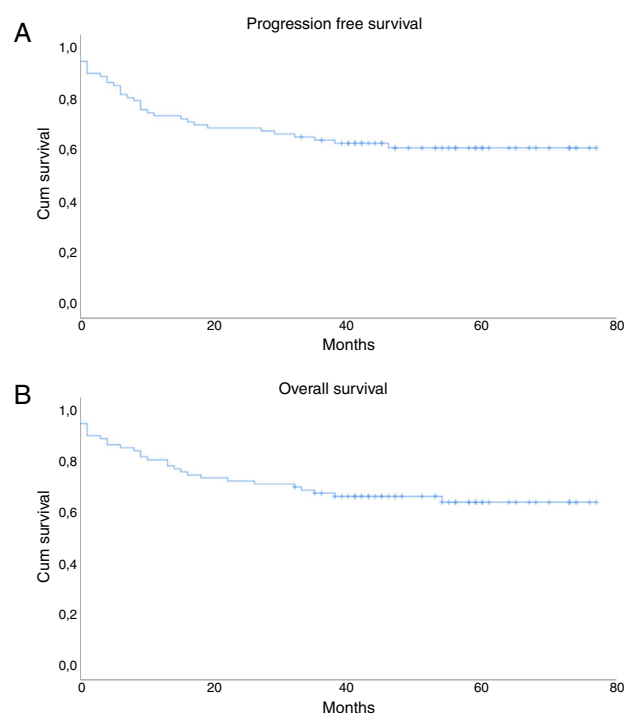 A
Progression free survival
1,0
0,8
0,6
0,4
0,2
0,0
Cum survival
0 20 40 60 80
Months
B
Overall survival
1,0
0,8
0,6
0,4
0,2
0,0
Cum survival
0 20 40 60 80
Months